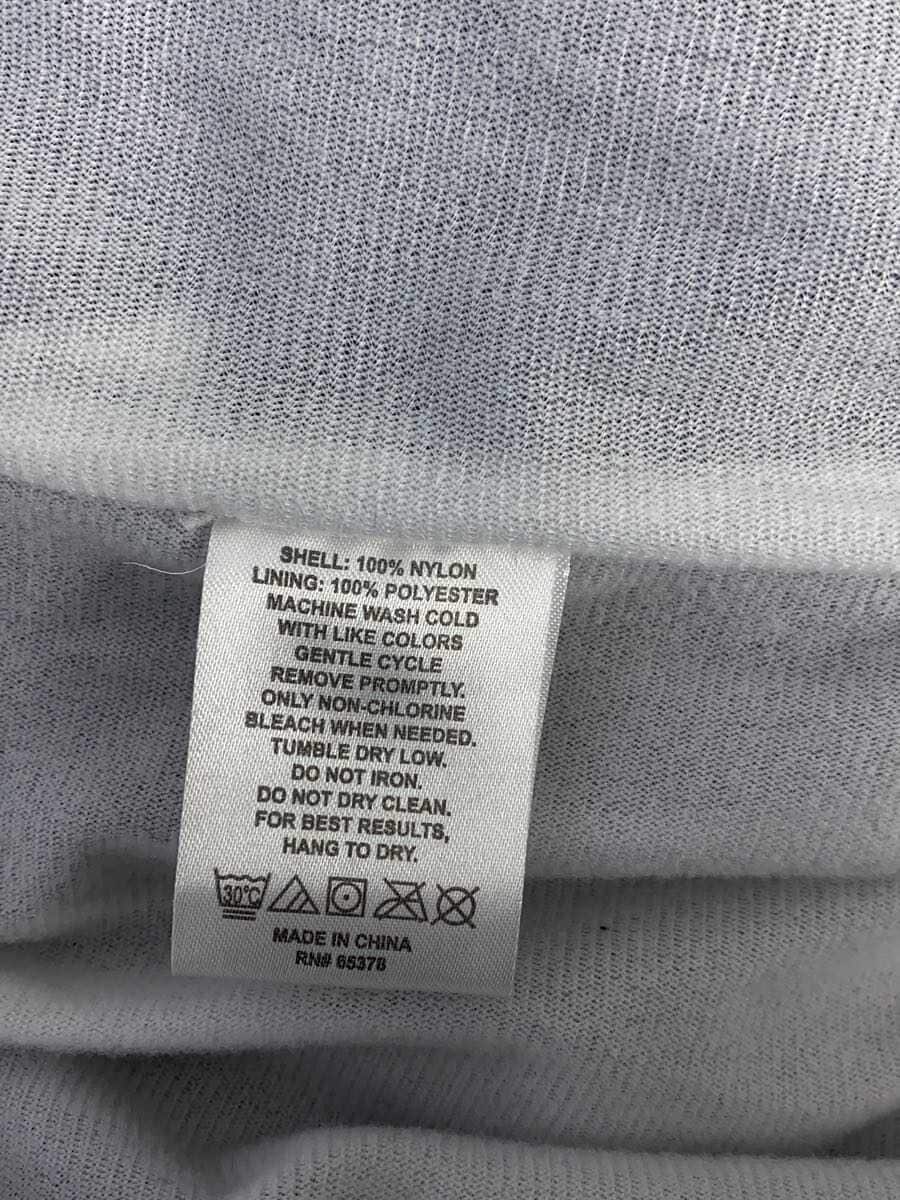 SHELL: 100% NYLON
LINING: 100% POLYESTER
MACHINE WASH COLD
WITH LIKE COLORS
GENTLE CYCLE
REMOVE PROMPTLY.
ONLY NON-CHLORINE
BLEACH WHEN NEEDED.
TUMBLE DRY LOW.
DO NOT IRON.
DO NOT DRY CLEAN.
FOR BEST RESULTS,
HANG TO DRY.
30°C
MADE IN CHINA
RN# 65378